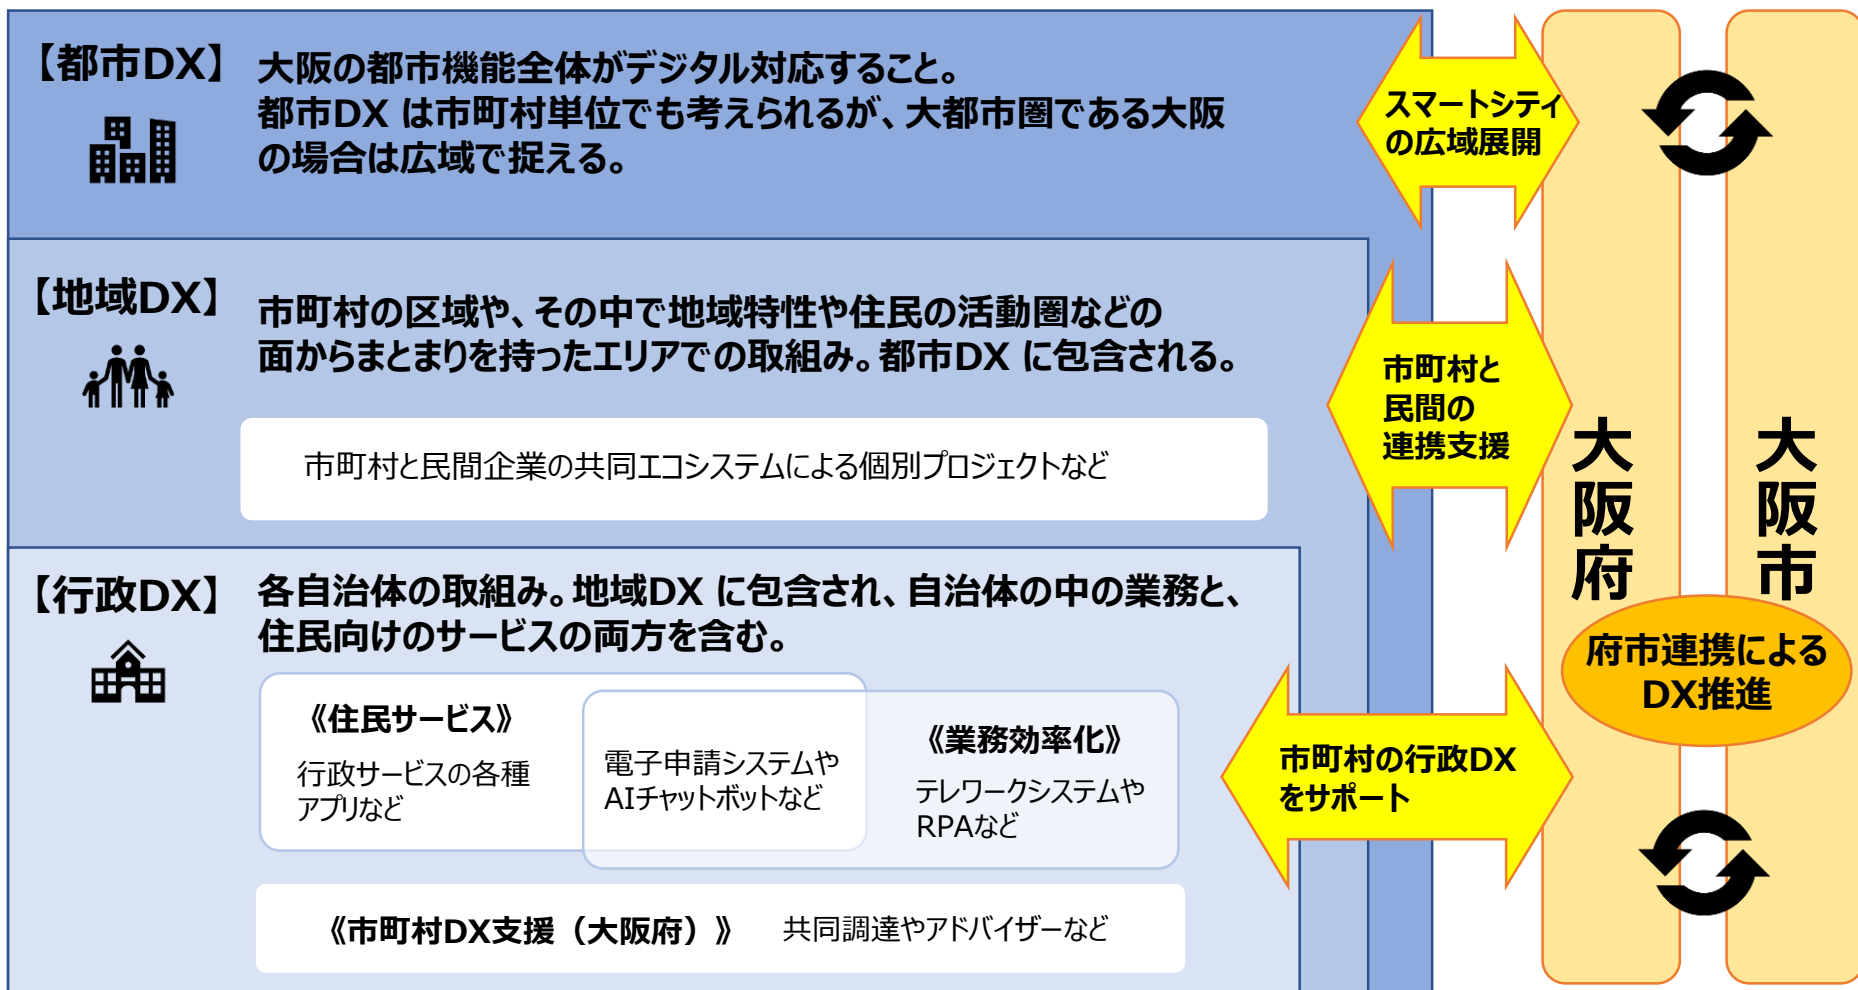 【都市DX】
大阪の都市機能全体がデジタル対応すること。
都市DX は市町村単位でも考えられるが、大都市圏である大阪
の場合は広域で捉える。
スマートシティ
の広域展開
【地域DX】
市町村の区域や、その中で地域特性や住民の活動圏などの
面からまとまりを持ったエリアでの取組み。都市DX に包含される。
市町村と民間企業の共同エコシステムによる個別プロジェクトなど
市町村と
民間の
連携支援
【行政DX】
各自治体の取組み。地域DX に包含され、自治体の中の業務と、
住民向けのサービスの両方を含む。
《住民サービス》
行政サービスの各種
アプリなど
電子申請システムや
AIチャットボットなど
《業務効率化》
テレワークシステムや
RPAなど
《市町村DX支援（大阪府）》 共同調達やアドバイザーなど
市町村の行政DX
をサポート
大阪府
大阪市
府市連携による
DX推進